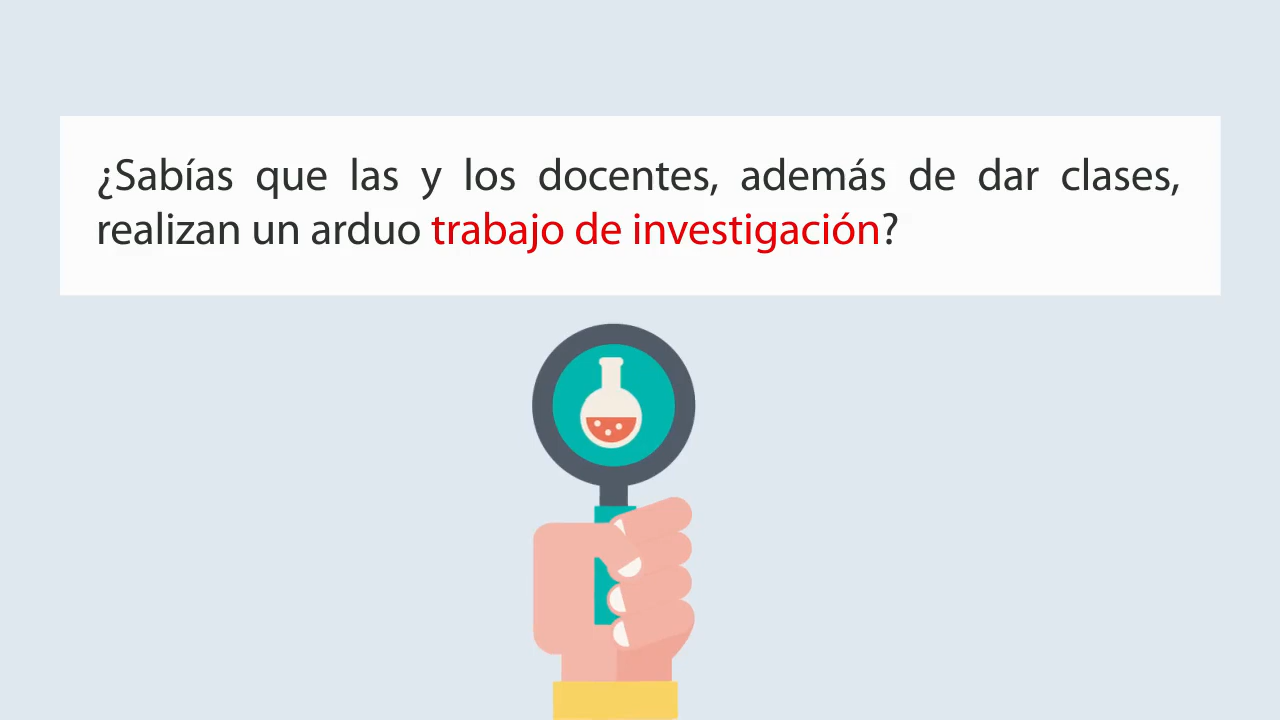 ¿Sabías que las y los docentes, además de dar clases,
realizan un arduo trabajo de investigación?